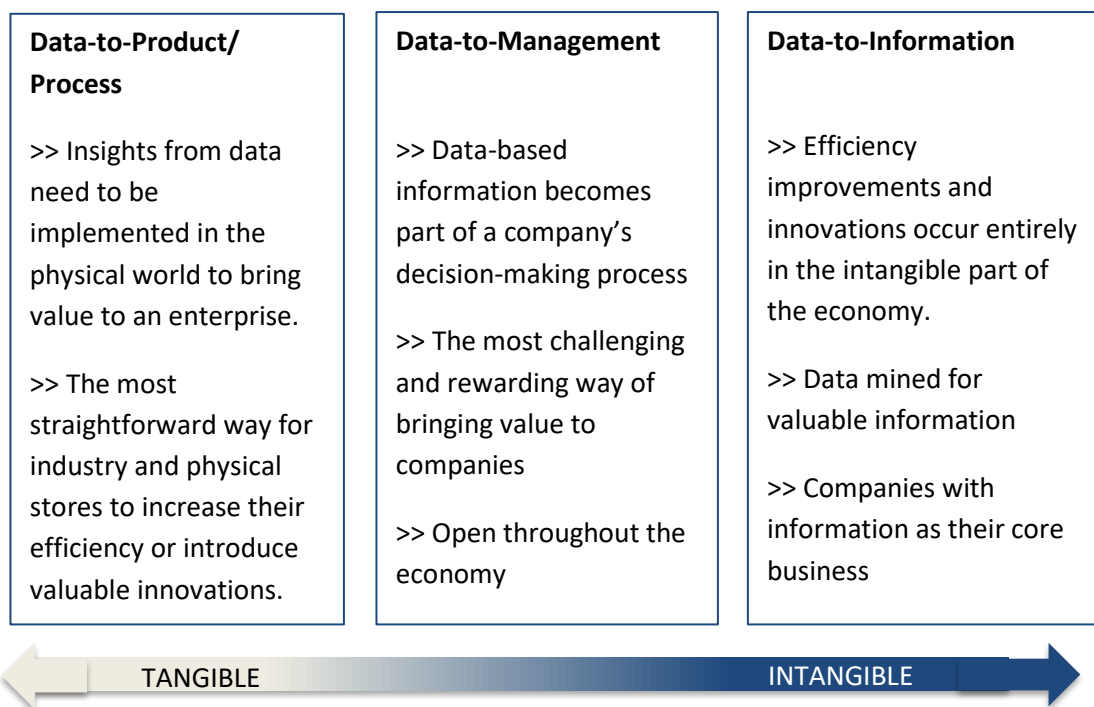 Data-to-Product/
Process
>> Insights from data
need to be
implemented in the
physical world to bring
value to an enterprise.
>> The most
straightforward way for
industry and physical
stores to increase their
efficiency or introduce
valuable innovations.
Data-to-Management
>> Data-based
information becomes
part of a company’s
decision-making process
>> The most challenging
and rewarding way of
bringing value to
companies
>> Open throughout the
economy
Data-to-Information
>> Efficiency
improvements and
innovations occur entirely
in the intangible part of
the economy.
>> Data mined for
valuable information
>> Companies with
information as their core
business
TANGIBLE
INTANGIBLE